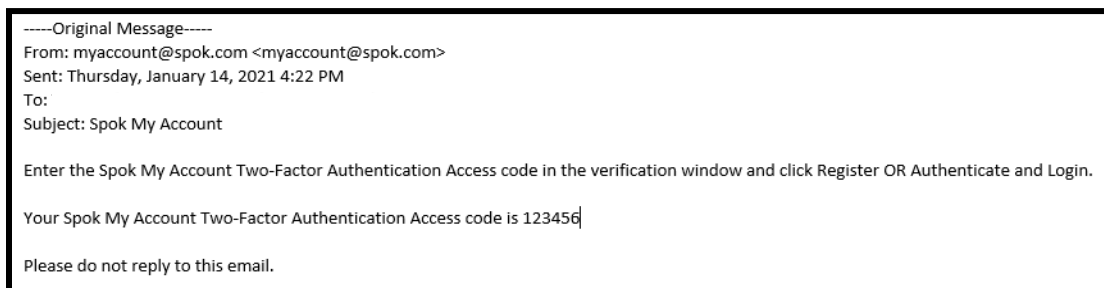 -----Original Message-----
From: myaccount@spok.com <myaccount@spok.com>
Sent: Thursday, January 14, 2021 4:22 PM
To:
Subject: Spok My Account
Enter the Spok My Account Two-Factor Authentication Access code in the verification window and click Register OR Authenticate and Login.
Your Spok My Account Two-Factor Authentication Access code is 123456
Please do not reply to this email.